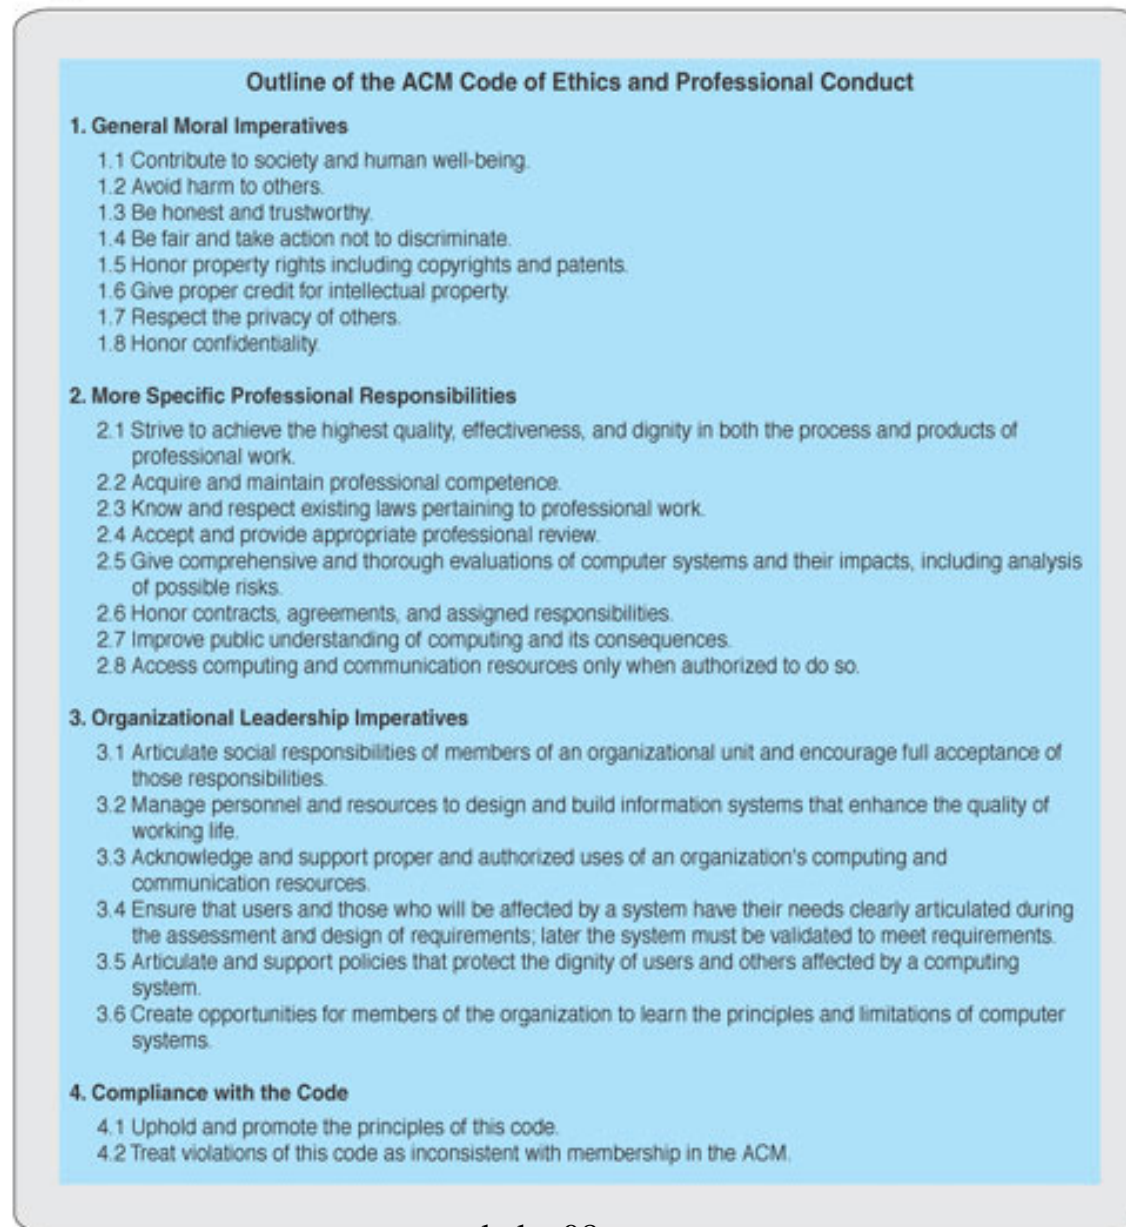 Outline of the ACM Code of Ethics and Professional Conduct
1. General Moral Imperatives
1.1 Contribute to society and human well-being.
1.2 Avoid harm to others.
1.3 Be honest and trustworthy.
1.4 Be fair and take action not to discriminate.
1.5 Honor property rights including copyrights and patents.
1.6 Give proper credit for intellectual property.
1.7 Respect the privacy of others.
1.8 Honor confidentiality.
2. More Specific Professional Responsibilities
2.1 Strive to achieve the highest quality, effectiveness, and dignity in both the process and products of
professional work.
2.2 Acquire and maintain professional competence.
2.3 Know and respect existing laws pertaining to professional work.
2.4 Accept and provide appropriate professional review.
2.5 Give comprehensive and thorough evaluations of computer systems and their impacts, including analysis
of possible risks.
2.6 Honor contracts, agreements, and assigned responsibilities.
2.7 Improve public understanding of computing and its consequences.
2.8 Access computing and communication resources only when authorized to do so.
3. Organizational Leadership Imperatives
3.1 Articulate social responsibilities of members of an organizational unit and encourage full acceptance of
those responsibilities.
3.2 Manage personnel and resources to design and build information systems that enhance the quality of
working life.
3.3 Acknowledge and support proper and authorized uses of an organization's computing and
communication resources.
3.4 Ensure that users and those who will be affected by a system have their needs clearly articulated during
the assessment and design of requirements; later the system must be validated to meet requirements.
3.5 Articulate and support policies that protect the dignity of users and others affected by a computing
system.
3.6 Create opportunities for members of the organization to learn the principles and limitations of computer
systems.
4. Compliance with the Code
4.1 Uphold and promote the principles of this code.
4.2 Treat violations of this code as inconsistent with membership in the ACM.